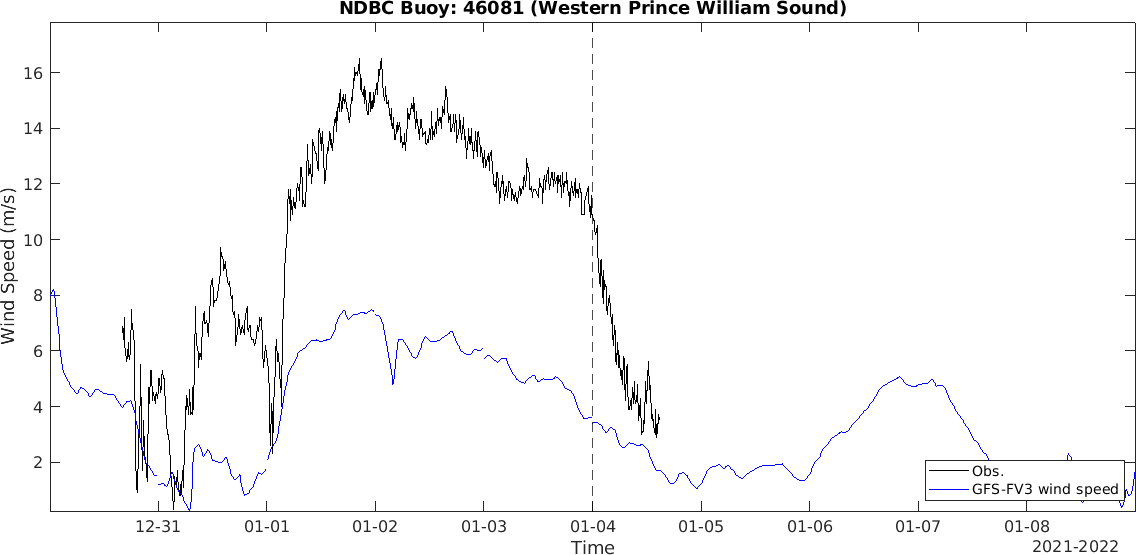 NDBC Buoy: 46081 (Western Prince William Sound)
Wind Speed (m/s)
16
14
12
10
8
6
4
2
Obs.
GFS-FV3 wind speed
12-31 01-01 01-02 01-03 01-04 01-05 01-06 01-07 01-08
Time
2021-2022